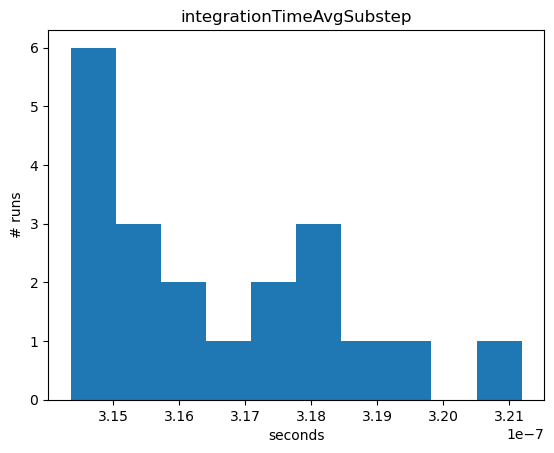 integrationTimeAvgSubstep
6
5
4
3
2
1
0
# runs
3.15 3.16 3.17 3.18 3.19 3.20 3.21
1e−7
seconds